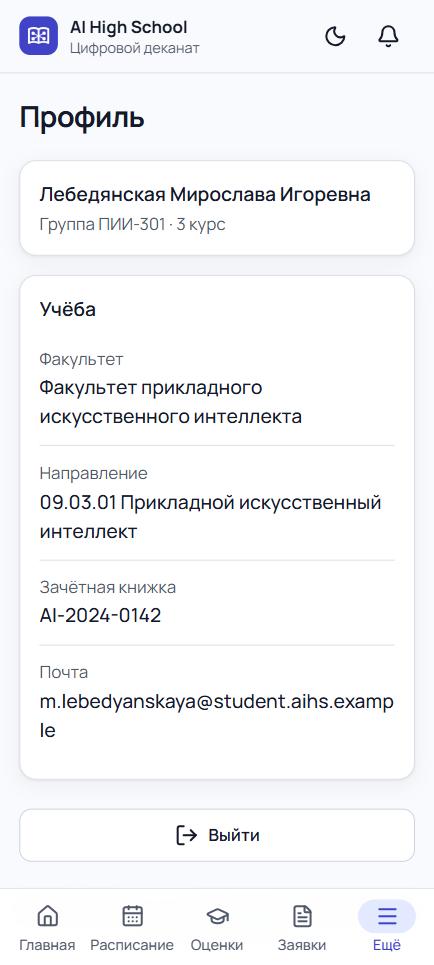 AI High School
Цифровой деканат
Профиль
Лебедянская Мирослава Игоревна
Группа ПИИ-301 · 3 курс
Учёба
Факультет
Факультет прикладного
искусственного интеллекта
Направление
09.03.01 Прикладной искусственный
интеллект
Зачётная книжка
AI-2024-0142
Почта
m.lebedyanskaya@student.aihs.examp
le
Выйти
Главная
Расписание
Оценки
Заявки
Ещё